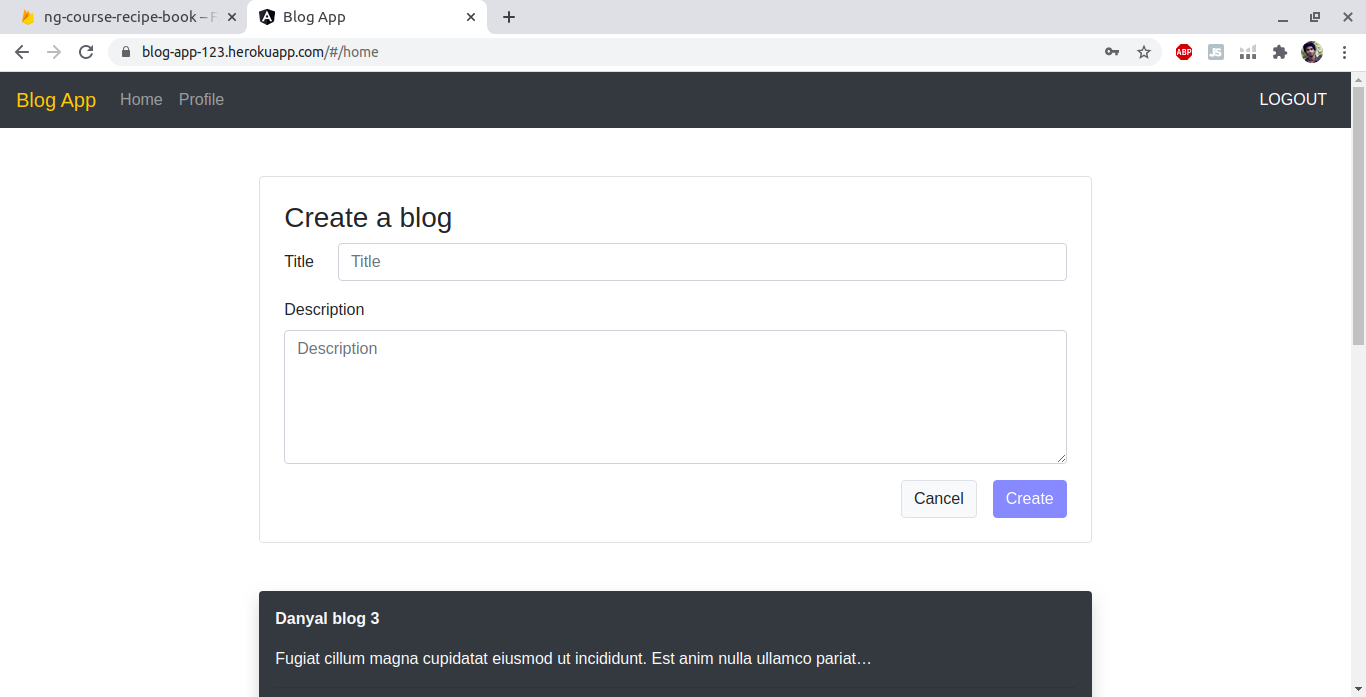 ng-course-recipe-book – F
Blog App
blog-app-123.herokuapp.com/#/home
ABP
JS
Blog App Home Profile LOGOUT
Create a blog
Title Title
Description
Description
Cancel Create
Danyal blog 3
Fugiat cillum magna cupidatat eiusmod ut incididunt. Est anim nulla ullamco pariat…